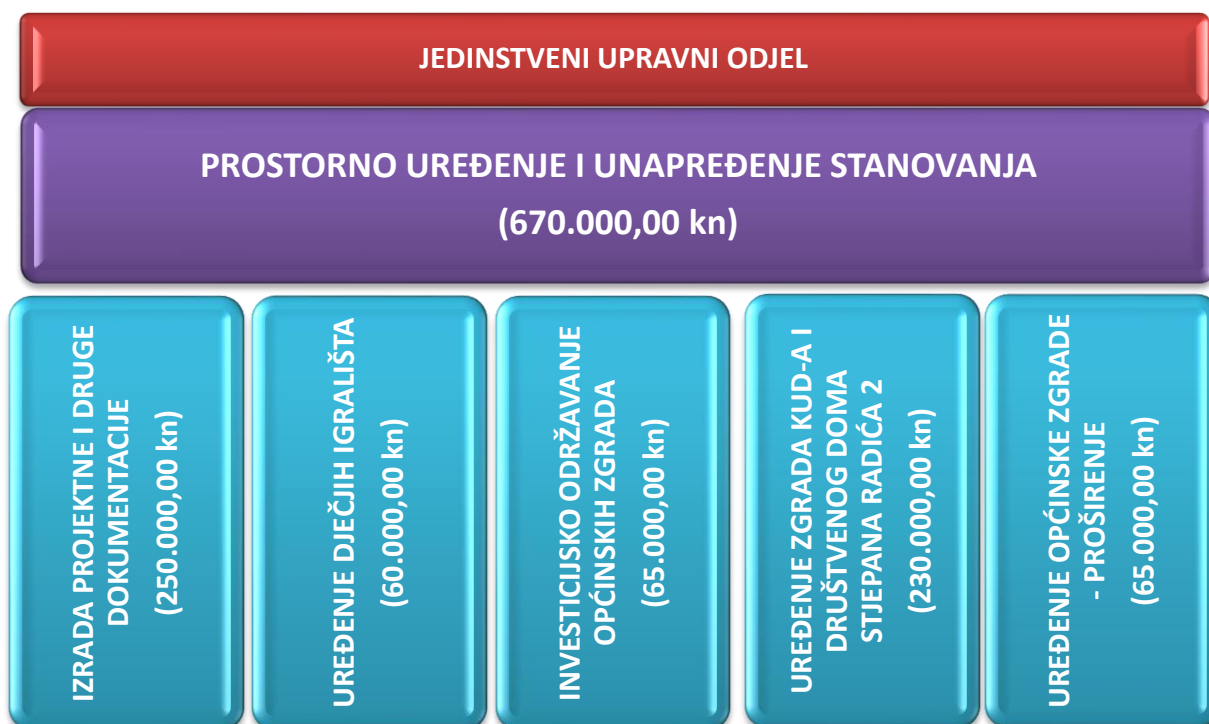 JEDINSTVENI UPRAVNI ODJEL
PROSTORNO UREĐENJE I UNAPREĐENJE STANOVANJA
(670.000,00 kn)
IZRADA PROJEKTNE I DRUGE
DOKUMENTACIJE
(250.000,00 kn)
UREĐENJE DJEČJIH IGRALIŠTA
(60.000,00 kn)
INVESTICIJSKO ODRŽAVANJE
OPĆINSKIH ZGRADA
(65.000,00 kn)
UREĐENJE ZGRADA KUD-A I
DRUŠTVENOG DOMA
STJEPANA RADIĆA 2
(230.000,00 kn)
UREĐENJE OPĆINSKE ZGRADE
- PROŠIRENJE
(65.000,00 kn)